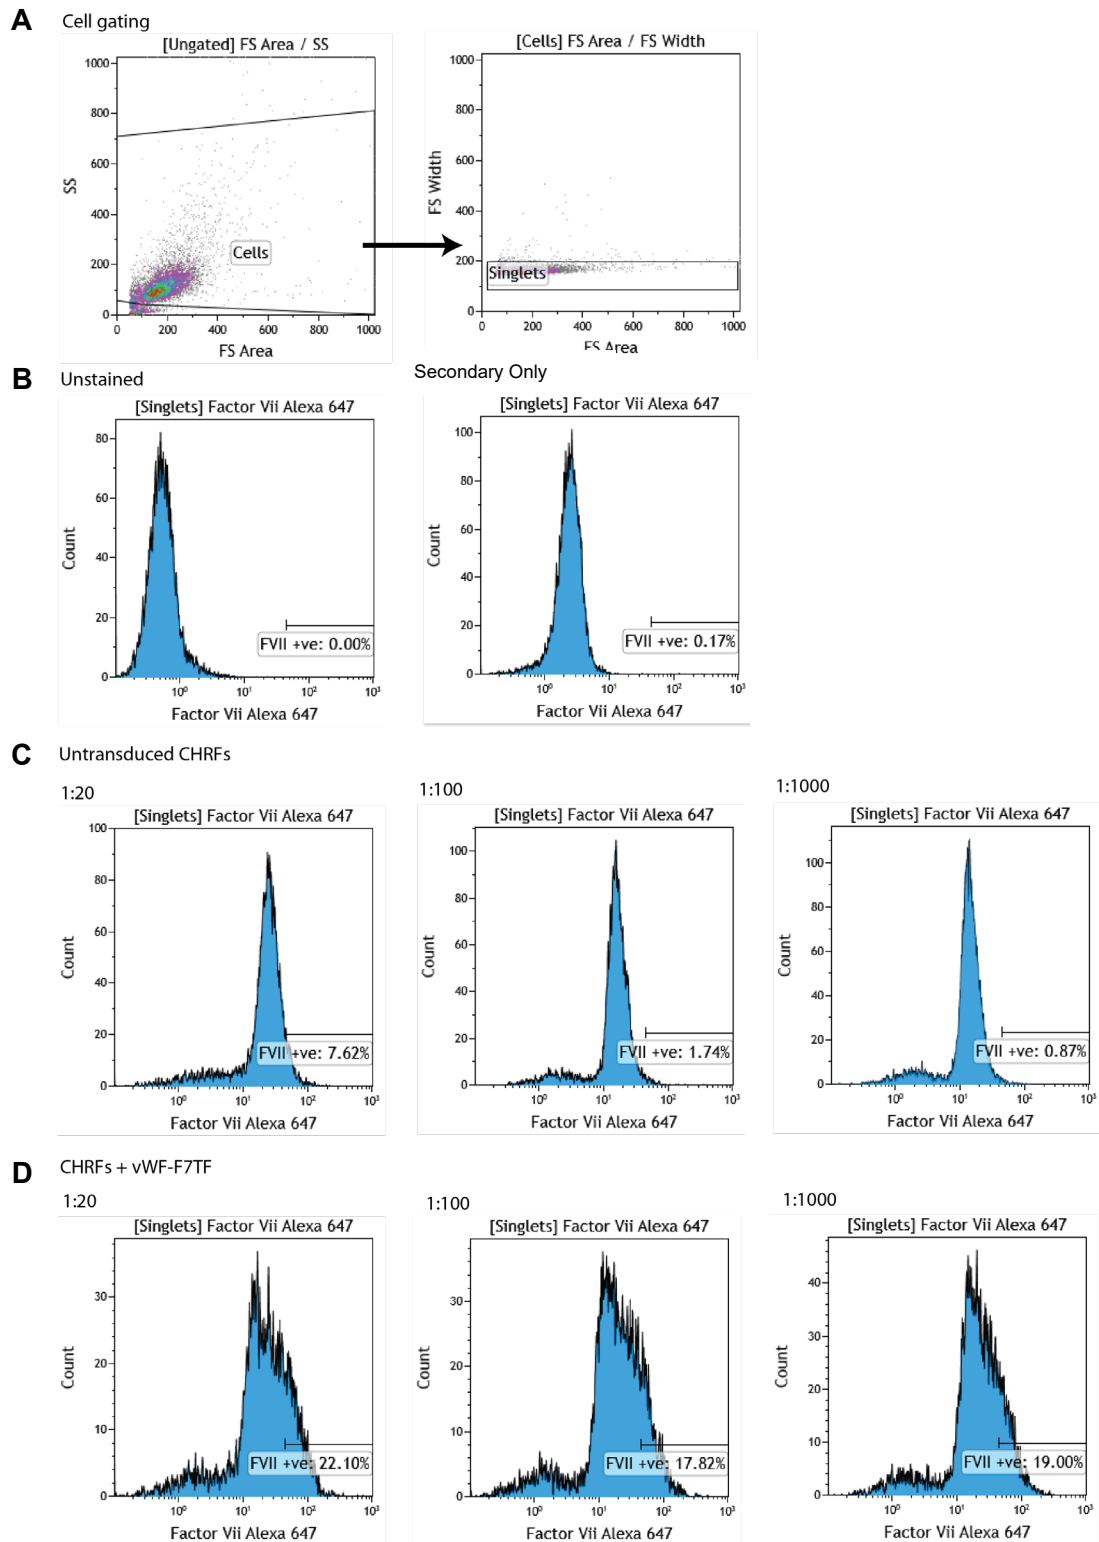 A Cell gating
[Ungated] FS Area / SS
1000
800
600
400
200
0
SS
Cells
0 200 400 600 800 1000
FS Area
[Cells] FS Area / FS Width
1000
800
600
400
200
0
FS Width
Singlets
0 200 400 600 800 1000
FS Area
B Unstained
[Singlets] Factor Vii Alexa 647
80
60
40
20
0
Count
FVII +ve: 0.00%
10⁰ 10¹ 10² 10³
Factor Vii Alexa 647
Secondary Only
[Singlets] Factor Vii Alexa 647
100
80
60
40
20
0
Count
FVII +ve: 0.17%
10⁰ 10¹ 10² 10³
Factor Vii Alexa 647
C Untransduced CHRFs
1:20
[Singlets] Factor Vii Alexa 647
100
80
60
40
20
0
Count
FVII +ve: 7.62%
10⁰ 10¹ 10² 10³
Factor Vii Alexa 647
1:100
[Singlets] Factor Vii Alexa 647
100
80
60
40
20
0
Count
FVII +ve: 1.74%
10⁰ 10¹ 10² 10³
Factor Vii Alexa 647
1:1000
[Singlets] Factor Vii Alexa 647
100
80
60
40
20
0
Count
FVII +ve: 0.87%
10⁰ 10¹ 10² 10³
Factor Vii Alexa 647
D CHRFs + vWF-F7TF
1:20
[Singlets] Factor Vii Alexa 647
30
20
10
0
Count
FVII +ve: 22.10%
10⁰ 10¹ 10² 10³
Factor Vii Alexa 647
1:100
[Singlets] Factor Vii Alexa 647
30
20
10
0
Count
FVII +ve: 17.82%
10⁰ 10¹ 10² 10³
Factor Vii Alexa 647
1:1000
[Singlets] Factor Vii Alexa 647
40
30
20
10
0
Count
FVII +ve: 19.00%
10⁰ 10¹ 10² 10³
Factor Vii Alexa 647